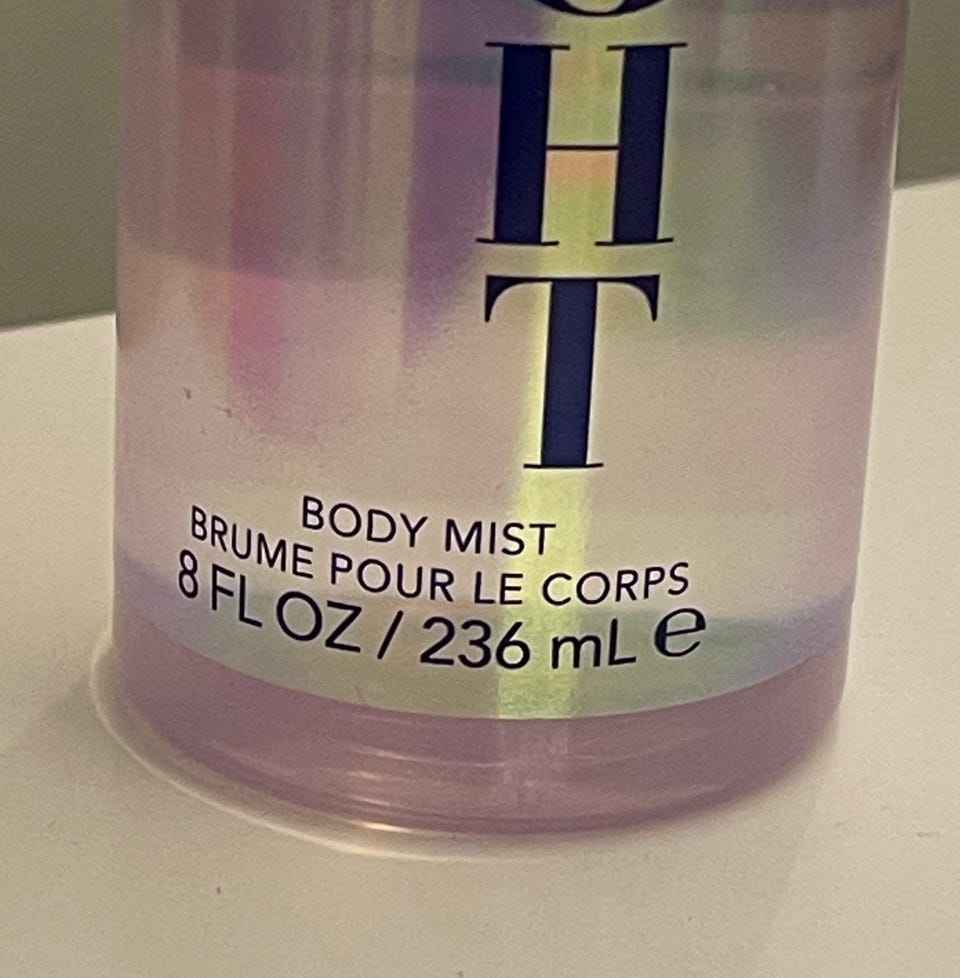 H
T
BODY MIST
BRUME POUR LE CORPS
8 FL OZ / 236 mL ℮